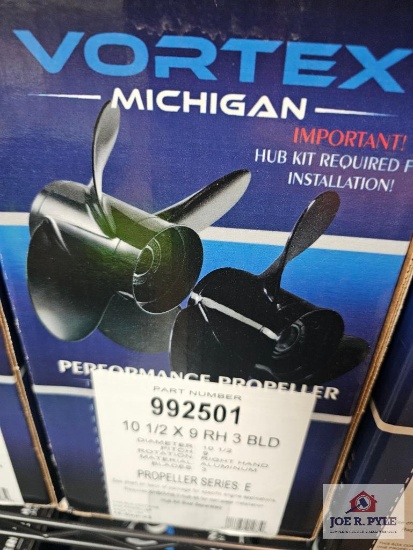 VORTEX
MICHIGAN
IMPORTANT!
HUB KIT REQUIRED F
INSTALLATION!
PERFORMANCE PROPELLER
PART NUMBER
992501
10 1/2 X 9 RH 3 BLD
DIAMETER: 10 1/2
PITCH: 9
ROTATION: RIGHT HAND
MATERIAL: ALUMINUM
BLADES: 3
PROPELLER SERIES E
JOE R. PYLE